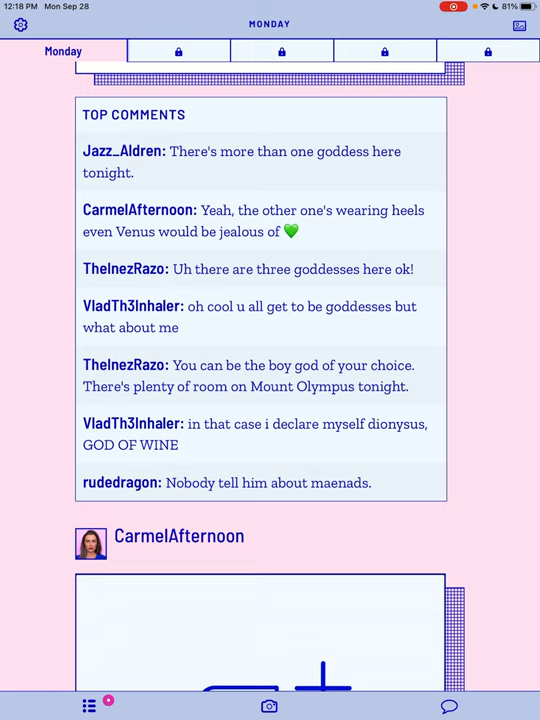 12:18 PM Mon Sep 28
81%
MONDAY
Monday
TOP COMMENTS
Jazz_Aldren: There's more than one goddess here
tonight.
CarmelAfternoon: Yeah, the other one's wearing heels
even Venus would be jealous of 💚
TheInezRazo: Uh there are three goddesses here ok!
VladTh3Inhaler: oh cool u all get to be goddesses but
what about me
TheInezRazo: You can be the boy god of your choice.
There's plenty of room on Mount Olympus tonight.
VladTh3Inhaler: in that case i declare myself dionysus,
GOD OF WINE
rudedragon: Nobody tell him about maenads.
CarmelAfternoon